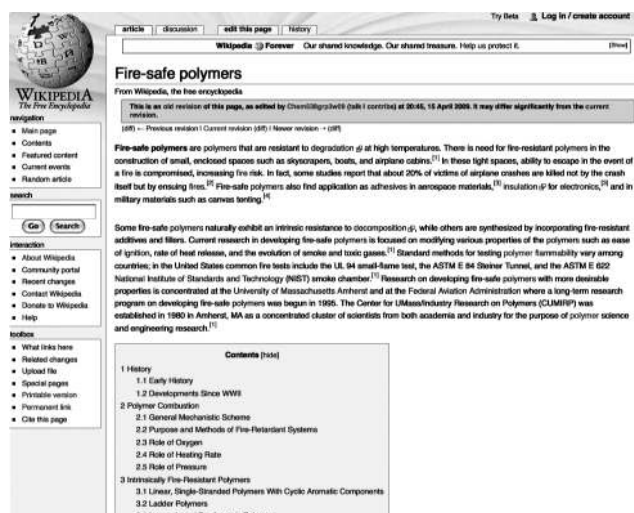 Try Beta Log in / create account
article discussion edit this page history
Wikipedia Forever Our shared knowledge. Our shared treasure. Help us protect it. [Show]
Fire-safe polymers
From Wikipedia, the free encyclopedia
This is an old revision of this page, as edited by at 20:45, 15 April 2009. It may differ significantly from the current
revision.
(diff) ← Previous revision | Current revision (diff) | Newer revision → (diff)
Fire-safe polymers are polymers that are resistant to degradation at high temperatures. There is need for fire-resistant polymers in the
construction of small, enclosed spaces such as skyscrapers, boats, and airplane cabins.[1] In these tight spaces, ability to escape in the event of
a fire is compromised, increasing fire risk. In fact, some studies report that about 20% of victims of airplane crashes are killed not by the crash
itself but by ensuing fires.[2] Fire-safe polymers also find application as adhesives in aerospace materials,[3] insulation for electronics,[3] and in
military materials such as canvas tenting.[4]
Some fire-safe polymers naturally exhibit an intrinsic resistance to decomposition, while others are synthesized by incorporating fire-resistant
additives and fillers. Current research in developing fire-safe polymers is focused on modifying various properties of the polymers such as ease
of ignition, rate of heat release, and the evolution of smoke and toxic gases.[1] Standard methods for testing polymer flammability vary among
countries; in the United States common fire tests include the UL 94 small-flame test, the ASTM E 84 Steiner Tunnel, and the ASTM E 622
National Institute of Standards and Technology (NIST) smoke chamber.[1] Research on developing fire-safe polymers with more desirable
properties is concentrated at the University of Massachusetts Amherst and at the Federal Aviation Administration where a long-term research
program on developing fire-safe polymers was begun in 1995. The Center for UMass/Industry Research on Polymers (CUMIRP) was
established in 1980 in Amherst, MA as a concentrated cluster of scientists from both academia and industry for the purpose of polymer science
and engineering research.[1]
Contents [hide]
1 History
1.1 Early History
1.2 Developments Since WWII
2 Polymer Combustion
2.1 General Mechanistic Scheme
2.2 Purpose and Methods of Fire-Retardant Systems
2.3 Role of Oxygen
2.4 Role of Heating Rate
2.5 Role of Pressure
3 Intrinsically Fire-Resistant Polymers
3.1 Linear, Single-Stranded Polymers With Cyclic Aromatic Components
3.2 Ladder Polymers
WIKIPEDIA
The Free Encyclopedia
navigation
Main page
Contents
Featured content
Current events
Random article
search
Go Search
interaction
About Wikipedia
Community portal
Recent changes
Contact Wikipedia
Donate to Wikipedia
Help
toolbox
What links here
Related changes
Upload file
Special pages
Printable version
Permanent link
Cite this page